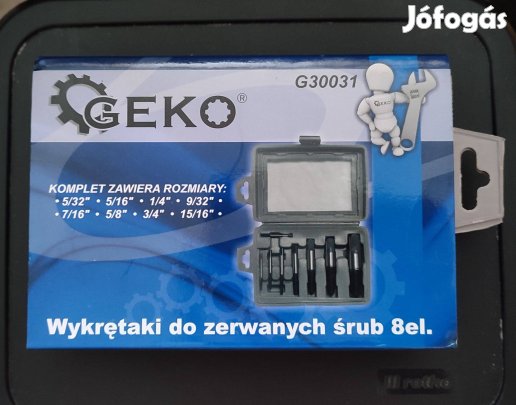 Jófogás
G30031
GEKO®
GEKO
KOMPLET ZAWIERA ROZMIARY:
• 5/32" • 5/16" • 1/4" • 9/32"
• 7/16" • 5/8" • 3/4" • 15/16"
Wykrętaki do zerwanych śrub 8el.